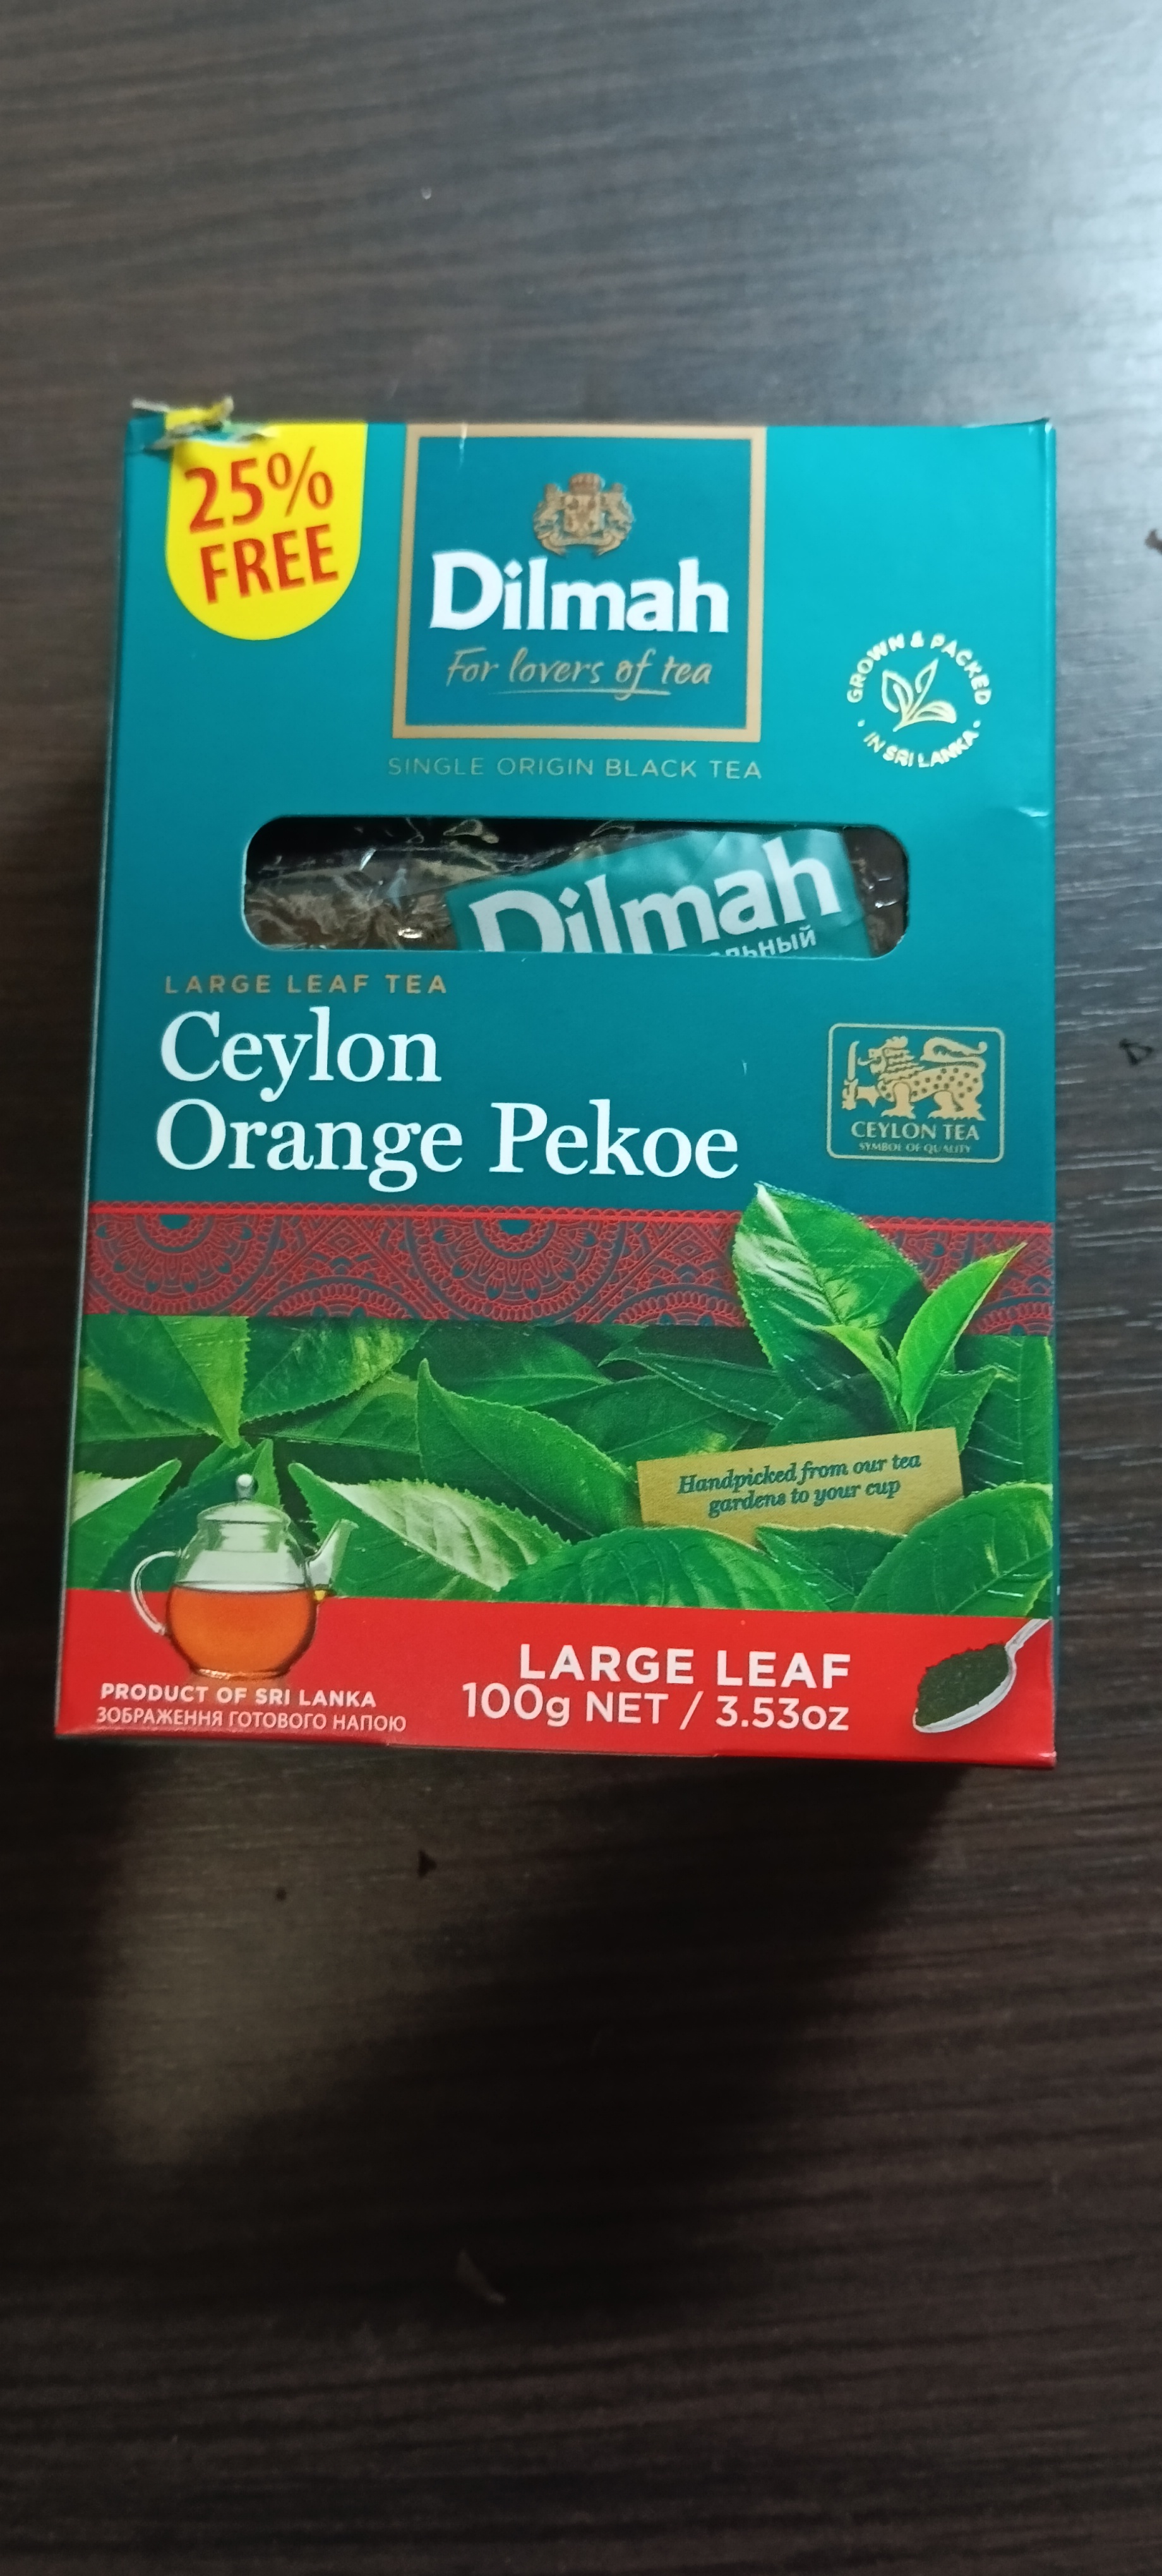 25%
FREE
Dilmah
For lovers of tea
SINGLE ORIGIN BLACK TEA
GROWN & PACKED
IN SRI LANKA
Dilmah
LARGE LEAF TEA
Ceylon
Orange Pekoe
CEYLON TEA
SYMBOL OF QUALITY
Handpicked from our tea
gardens to your cup
LARGE LEAF
100g NET / 3.53oz
PRODUCT OF SRI LANKA
ЗОБРАЖЕННЯ ГОТОВОГО НАПОЮ